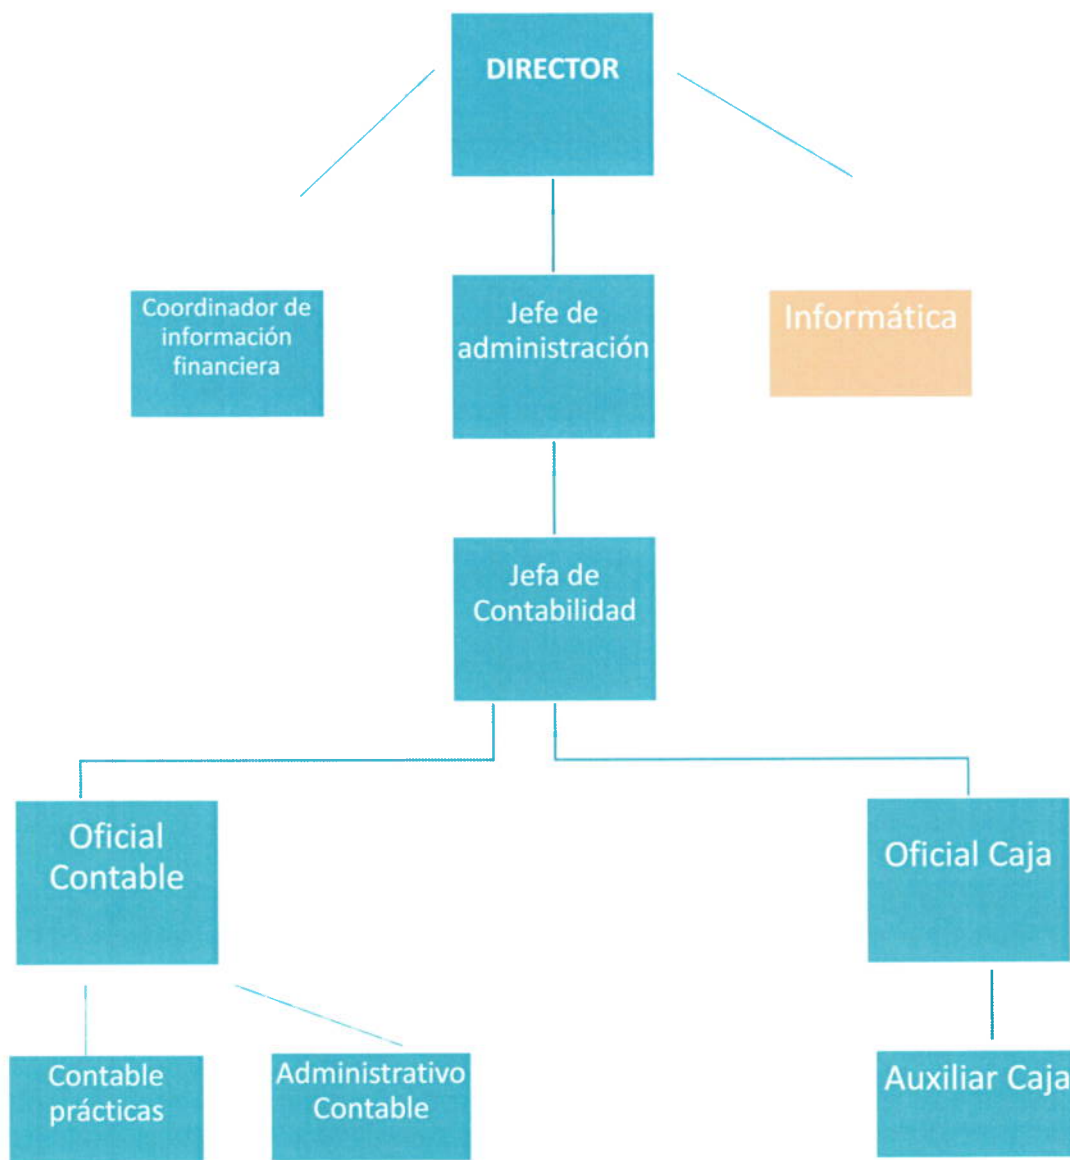 DIRECTOR
Coordinador de
información
financiera
Jefe de
administración
Informática
Jefa de
Contabilidad
Oficial
Contable
Oficial Caja
Contable
prácticas
Administrativo
Contable
Auxiliar Caja